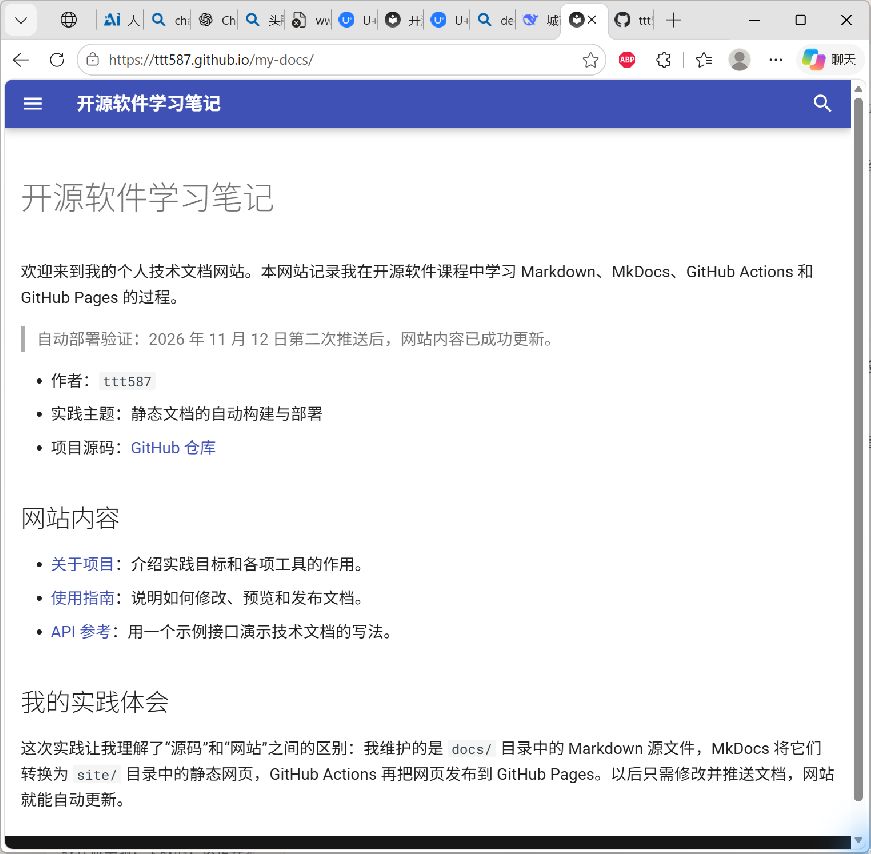 人
cha
Ch
头
ww
U+
开
U+
de
城
ttt
https://ttt587.github.io/my-docs/
ABP
聊天
开源软件学习笔记
开源软件学习笔记
欢迎来到我的个人技术文档网站。本网站记录我在开源软件课程中学习 Markdown、MkDocs、GitHub Actions 和
GitHub Pages 的过程。
自动部署验证：2026 年 11 月 12 日第二次推送后，网站内容已成功更新。
作者：ttt587
实践主题：静态文档的自动构建与部署
项目源码：GitHub 仓库
网站内容
关于项目：介绍实践目标和各项工具的作用。
使用指南：说明如何修改、预览和发布文档。
API 参考：用一个示例接口演示技术文档的写法。
我的实践体会
这次实践让我理解了“源码”和“网站”之间的区别：我维护的是 docs/ 目录中的 Markdown 源文件，MkDocs 将它们
转换为 site/ 目录中的静态网页，GitHub Actions 再把网页发布到 GitHub Pages。以后只需修改并推送文档，网站
就能自动更新。